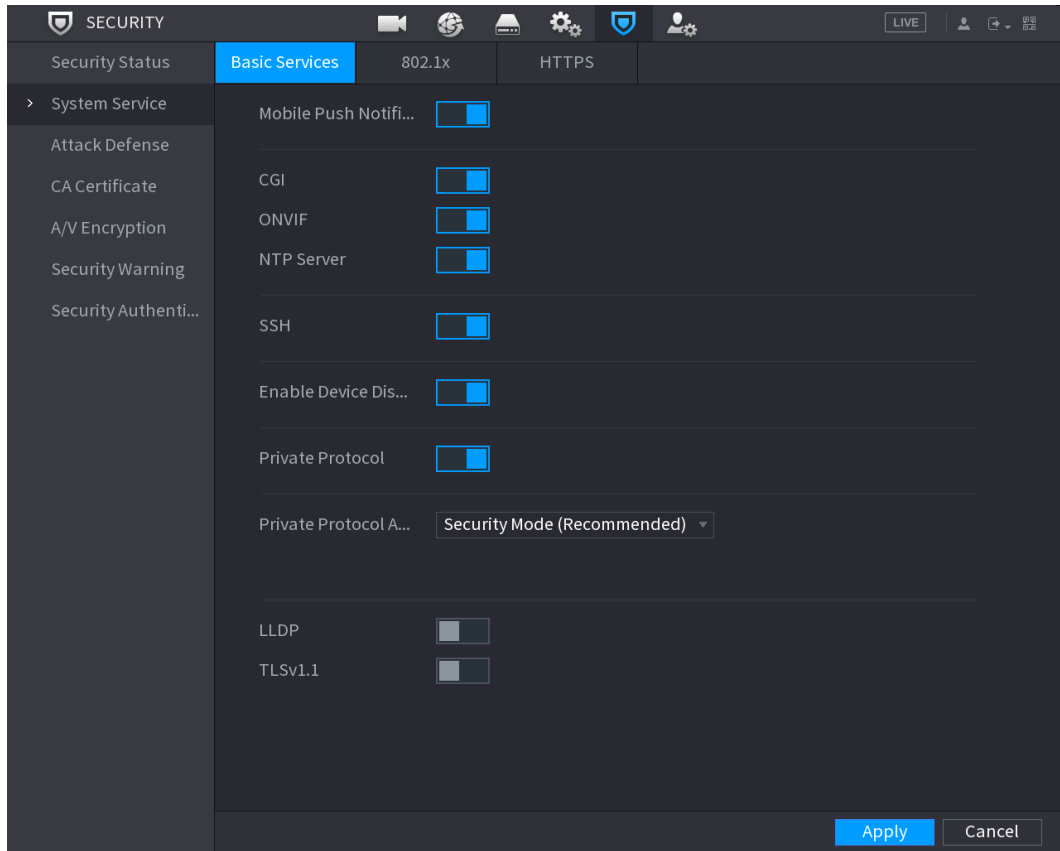 SECURITY
LIVE
Security Status
System Service
Attack Defense
CA Certificate
A/V Encryption
Security Warning
Security Authenti...
Basic Services
802.1x
HTTPS
Mobile Push Notifi...
CGI
ONVIF
NTP Server
SSH
Enable Device Dis...
Private Protocol
Private Protocol A... Security Mode (Recommended)
LLDP
TLSv1.1
Apply
Cancel